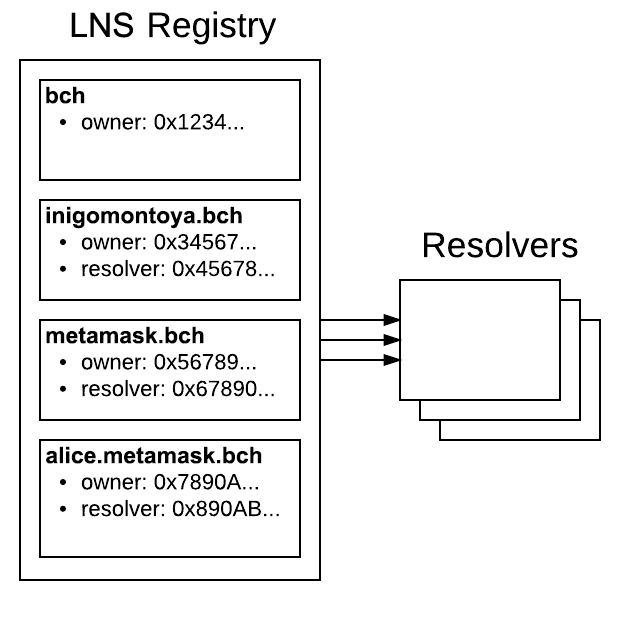 LNS Registry
bch
• owner: 0x1234...
inigomontoya.bch
• owner: 0x34567...
• resolver: 0x45678...
metamask.bch
• owner: 0x56789...
• resolver: 0x67890...
alice.metamask.bch
• owner: 0x7890A...
• resolver: 0x890AB...
Resolvers